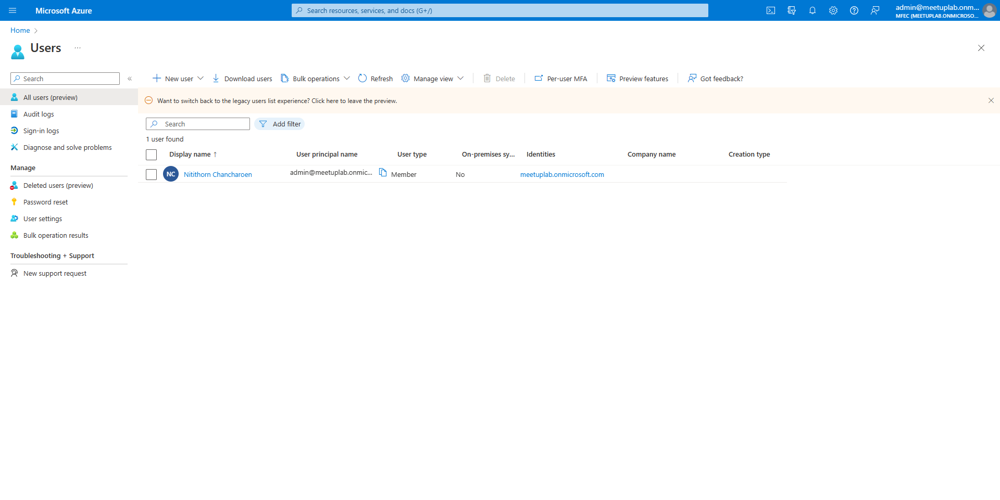 Microsoft Azure
Search resources, services, and docs (G+/)
admin@meetuplab.onm...
MFEC (MEETUPLAB.ONMICROSO...
Home
Users
...
Search
«
New user
Download users
Bulk operations
Refresh
Manage view
Delete
Per-user MFA
Preview features
Got feedback?
All users (preview)
Audit logs
Sign-in logs
Diagnose and solve problems
Manage
Deleted users (preview)
Password reset
User settings
Bulk operation results
Troubleshooting + Support
New support request
Want to switch back to the legacy users list experience? Click here to leave the preview.
Search
Add filter
1 user found
Display name ↑ User principal name User type On-premises sy... Identities Company name Creation type
NC Nitithorn Chancharoen admin@meetuplab.onmic... Member No meetuplab.onmicrosoft.com